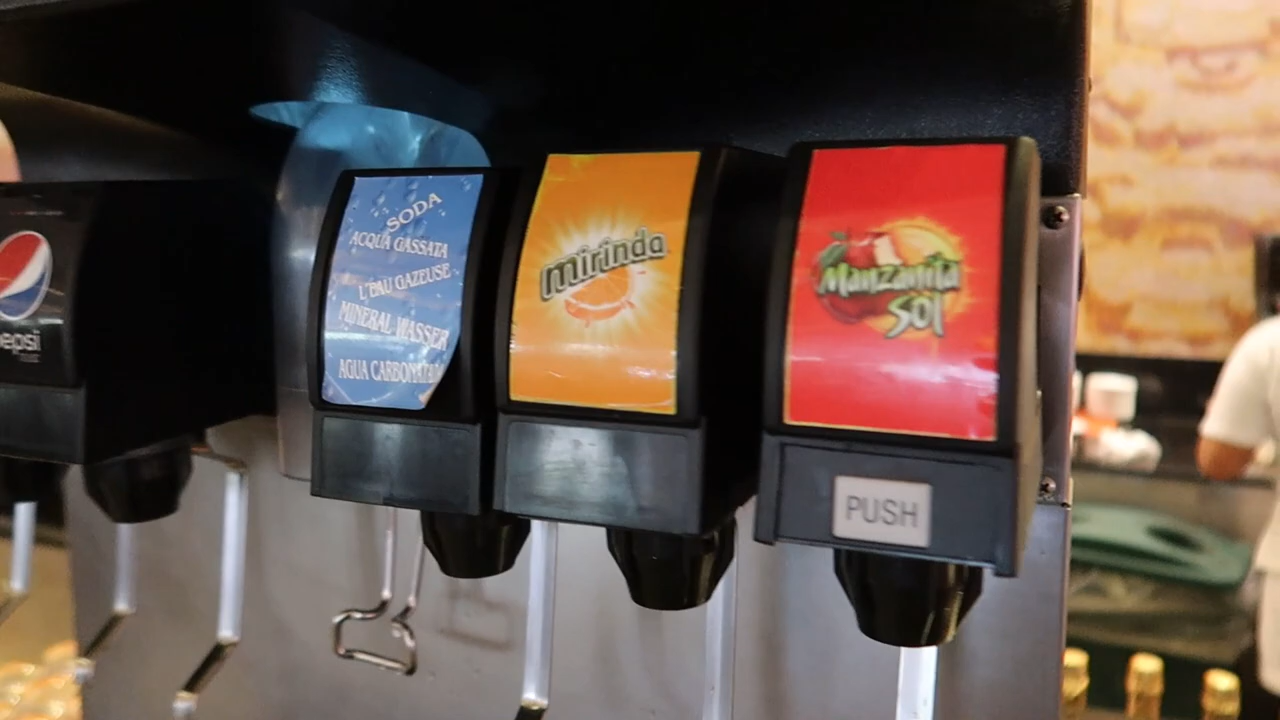 pepsi
SODA
ACQUA GASSATA
L'EAU GAZEUSE
MINERAL WASSER
AGUA CARBONATADA
mirinda
Manzanita
Sol
PUSH